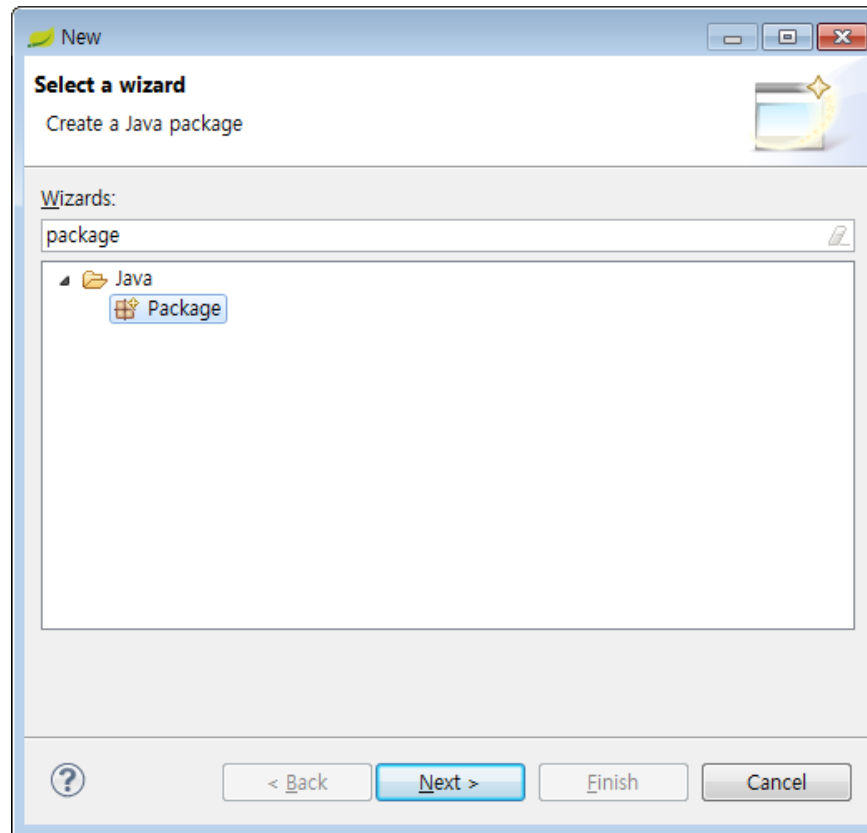 New
Select a wizard
Create a Java package
Wizards:
package
Java
Package
< Back
Next >
Finish
Cancel